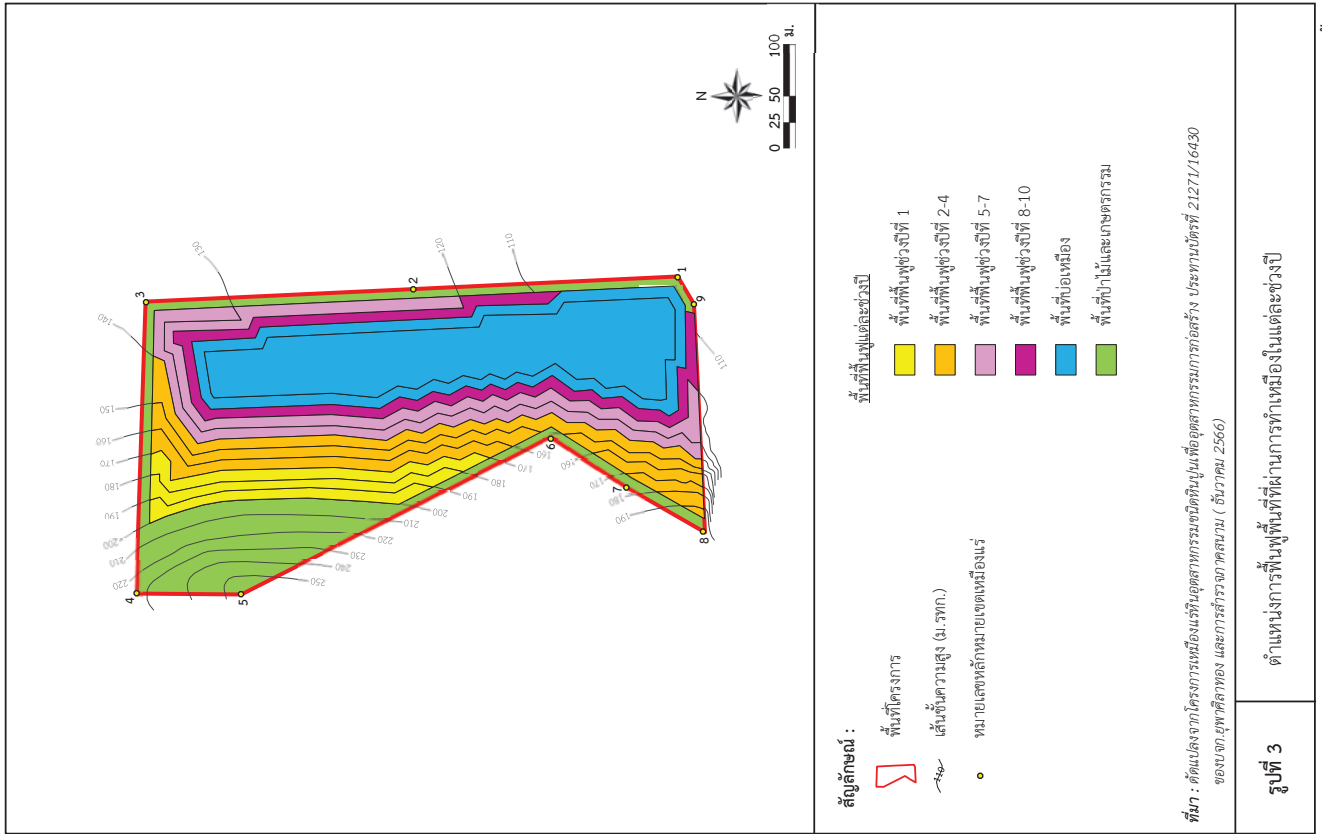 3
130
140
2
120
110
1
9
110
150
160
170
180
190
200
210
220
4
5
250
240
230
220
210
200
190
180
170
160
6
160
170
7
180
190
8
N
0 25 50 100 ม.
สัญลักษณ์ :
พื้นที่โครงการ
110
เส้นชั้นความสูง (ม.รทก.)
หมายเลขหลักหมายเขตเหมืองแร่
พื้นที่ฟื้นฟูแต่ละช่วงปี
พื้นที่ฟื้นฟูช่วงปีที่ 1
พื้นที่ฟื้นฟูช่วงปีที่ 2-4
พื้นที่ฟื้นฟูช่วงปีที่ 5-7
พื้นที่ฟื้นฟูช่วงปีที่ 8-10
พื้นที่บ่อเหมือง
พื้นที่ป่าไม้และเกษตรกรรม
ที่มา : ดัดแปลงจากโครงการเหมืองแร่หินอุตสาหกรรมชนิดหินปูนเพื่ออุตสาหกรรมการก่อสร้าง ประทานบัตรที่ 21271/16430
ของบจก.ยุพาศิลาทอง และการสำรวจภาคสนาม ( ธันวาคม 2566)
รูปที่ 3
ตำแหน่งการฟื้นฟูพื้นที่ที่ผ่านการทำเหมืองในแต่ละช่วงปี